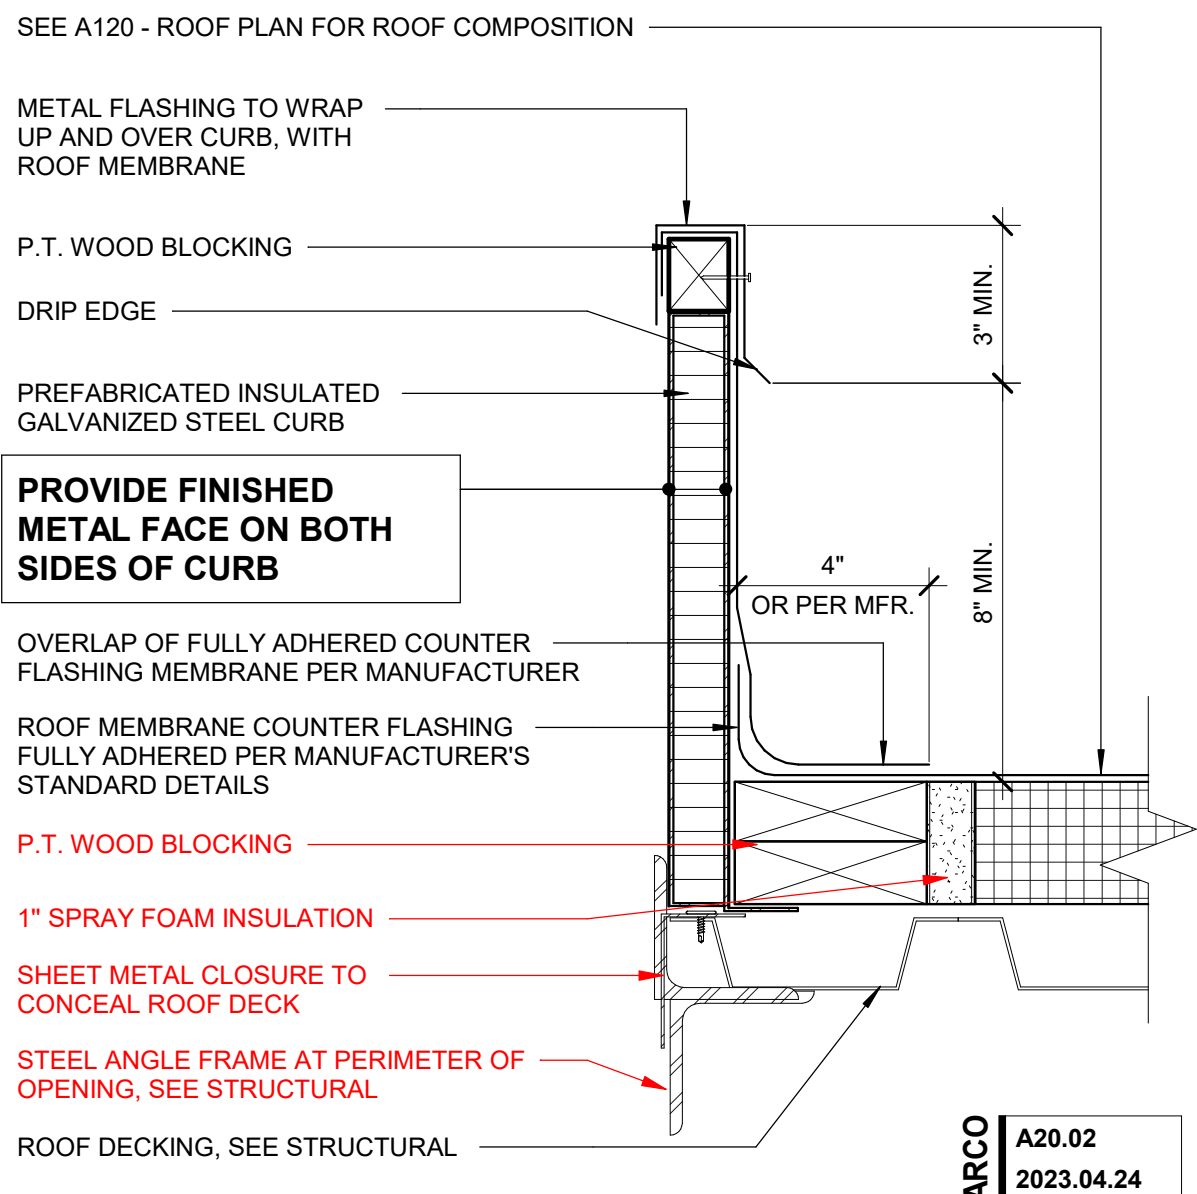 SEE A120 - ROOF PLAN FOR ROOF COMPOSITION
METAL FLASHING TO WRAP
UP AND OVER CURB, WITH
ROOF MEMBRANE
P.T. WOOD BLOCKING
DRIP EDGE
PREFABRICATED INSULATED
GALVANIZED STEEL CURB
PROVIDE FINISHED
METAL FACE ON BOTH
SIDES OF CURB
OVERLAP OF FULLY ADHERED COUNTER
FLASHING MEMBRANE PER MANUFACTURER
ROOF MEMBRANE COUNTER FLASHING
FULLY ADHERED PER MANUFACTURER'S
STANDARD DETAILS
P.T. WOOD BLOCKING
1" SPRAY FOAM INSULATION
SHEET METAL CLOSURE TO
CONCEAL ROOF DECK
STEEL ANGLE FRAME AT PERIMETER OF
OPENING, SEE STRUCTURAL
ROOF DECKING, SEE STRUCTURAL
3" MIN.
8" MIN.
4"
OR PER MFR.
ARCO
A20.02
2023.04.24